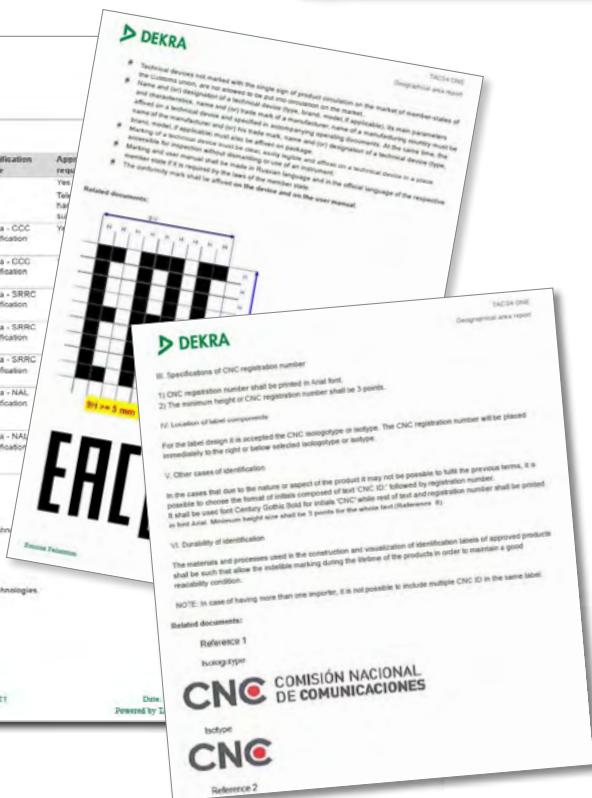 DEKRA
TAC24 ONE
Geographical area report
Technical devices not marked with the single sign of product circulation on the market of member-states of
the Customs union, are not allowed to be put into circulation on the market.
Name and (or) designation of a technical device (type, brand, model, if applicable), its main parameters
and characteristics, name and (or) trade mark of a manufacturer, name of a manufacturing country must be
affixed on a technical device and specified in accompanying operating documents. At the same time, the
name of the manufacturer and (or) his trade mark, name and (or) designation of a technical device (type,
brand, model, if applicable) must also be affixed on package.
Marking of a technical device must be clear, easily legible and affixed on a technical device in a place
accessible for inspection without dismantling or use of an instrument.
Marking and user manual shall be made in Russian language and in the official language of the respective
member state if it is required by the laws of the member state.
The conformity mark shall be affixed on the device and on the user manual.
Related documents:
EAC
a - CCC
fication
a - CCC
fication
a - SRRC
fication
a - SRRC
fication
a - SRRC
fication
a - NAL
fication
a - NAL
fication
hnologies.
Date:
Powered by
DEKRA
TAC24 ONE
Geographical area report
III. Specifications of CNC registration number
1) CNC registration number shall be printed in Arial font.
2) The minimum height of CNC registration number shall be 3 points.
IV. Location of label components
For the label design it is accepted the CNC isologotype or isotype. The CNC registration number will be placed
immediately to the right or below selected isologotype or isotype.
V. Other cases of identification
In the cases that due to the nature or aspect of the product it may not be possible to fulfil the previous terms, it is
possible to choose the format of initials composed of text 'CNC ID:' followed by registration number.
It shall be used font Century Gothic Bold for initials 'CNC' while rest of text and registration number shall be printed
in font Arial. Minimum height size shall be 3 points for the whole text (Reference
VI. Durability of identification
The materials and processes used in the construction and visualization of identification labels of approved products
shall be such that allow the indelible marking during the lifetime of the products in order to maintain a good
readability condition.
NOTE: In case of having more than one importer, it is not possible to include multiple CNC ID in the same label.
Related documents:
Reference 1
Isologotype
CNC COMISIÓN NACIONAL
DE COMUNICACIONES
Isotype
CNC
Reference 2